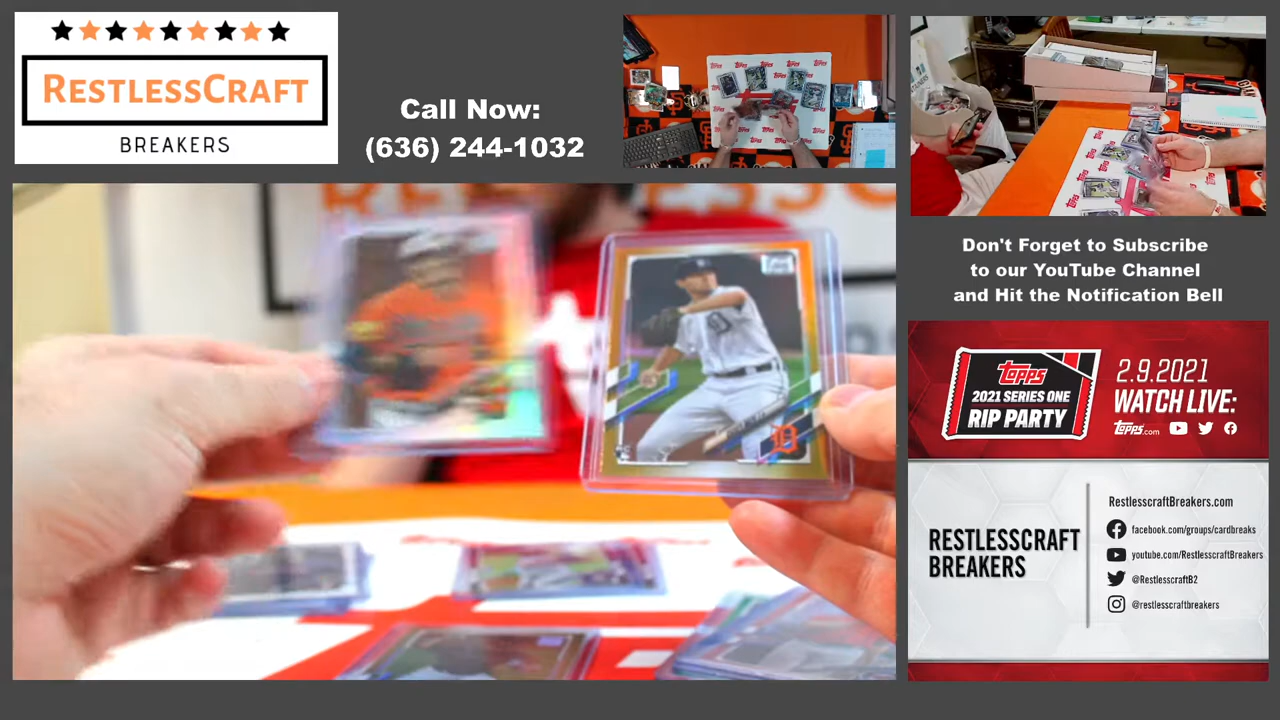 RESTLESSCRAFT
BREAKERS
Call Now:
(636) 244-1032
Don't Forget to Subscribe
to our YouTube Channel
and Hit the Notification Bell
TOPPS
2021 SERIES ONE
RIP PARTY
2.9.2021
WATCH LIVE:
TOPPS.com
RESTLESSCRAFT
BREAKERS
RestlesscraftBreakers.com
facebook.com/groups/cardbreaks
youtube.com/RestlesscraftBreakers
@RestlesscraftB2
@restlesscraftbreakers